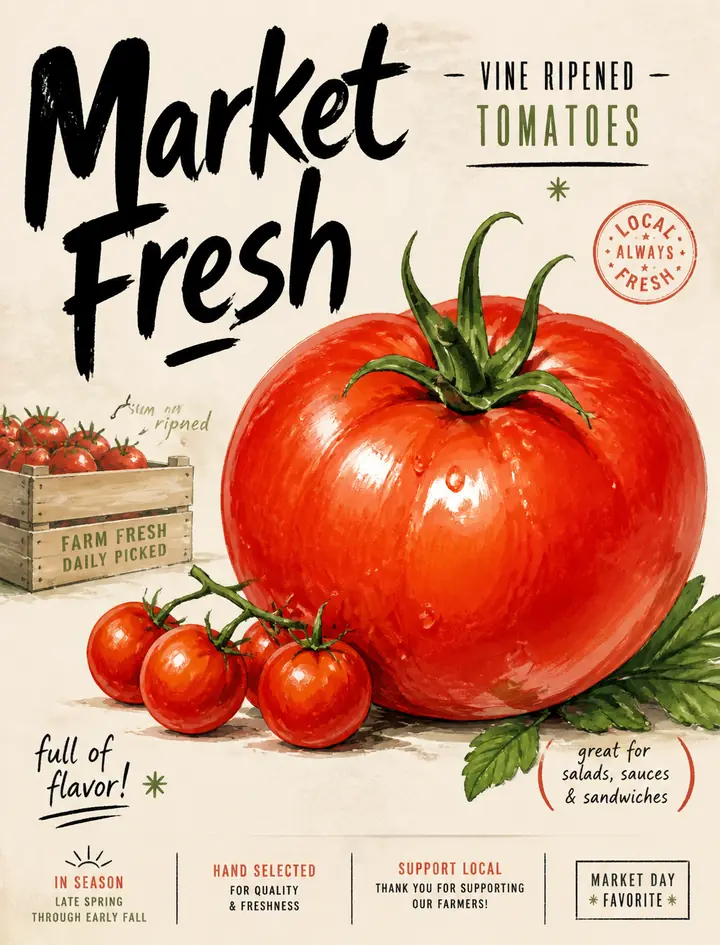 Market
Fresh
VINE RIPENED
TOMATOES
LOCAL
ALWAYS
FRESH
ripned
FARM FRESH
DAILY PICKED
full of
flavor!
great for
salads, sauces
& sandwiches
IN SEASON
LATE SPRING
THROUGH EARLY FALL
HAND SELECTED
FOR QUALITY
& FRESHNESS
SUPPORT LOCAL
THANK YOU FOR SUPPORTING
OUR FARMERS!
MARKET DAY
FAVORITE